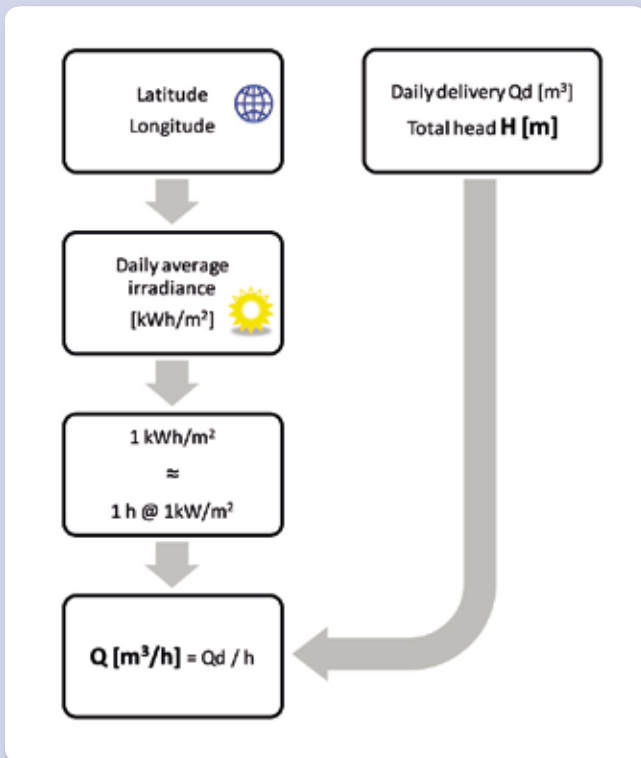 Latitude
Longitude
Daily delivery Qd [m³]
Total head H [m]
Daily average
irradiance
[kWh/m²]
1 kWh/m²
≈
1 h @ 1kW/m²
Q [m³/h] = Qd / h